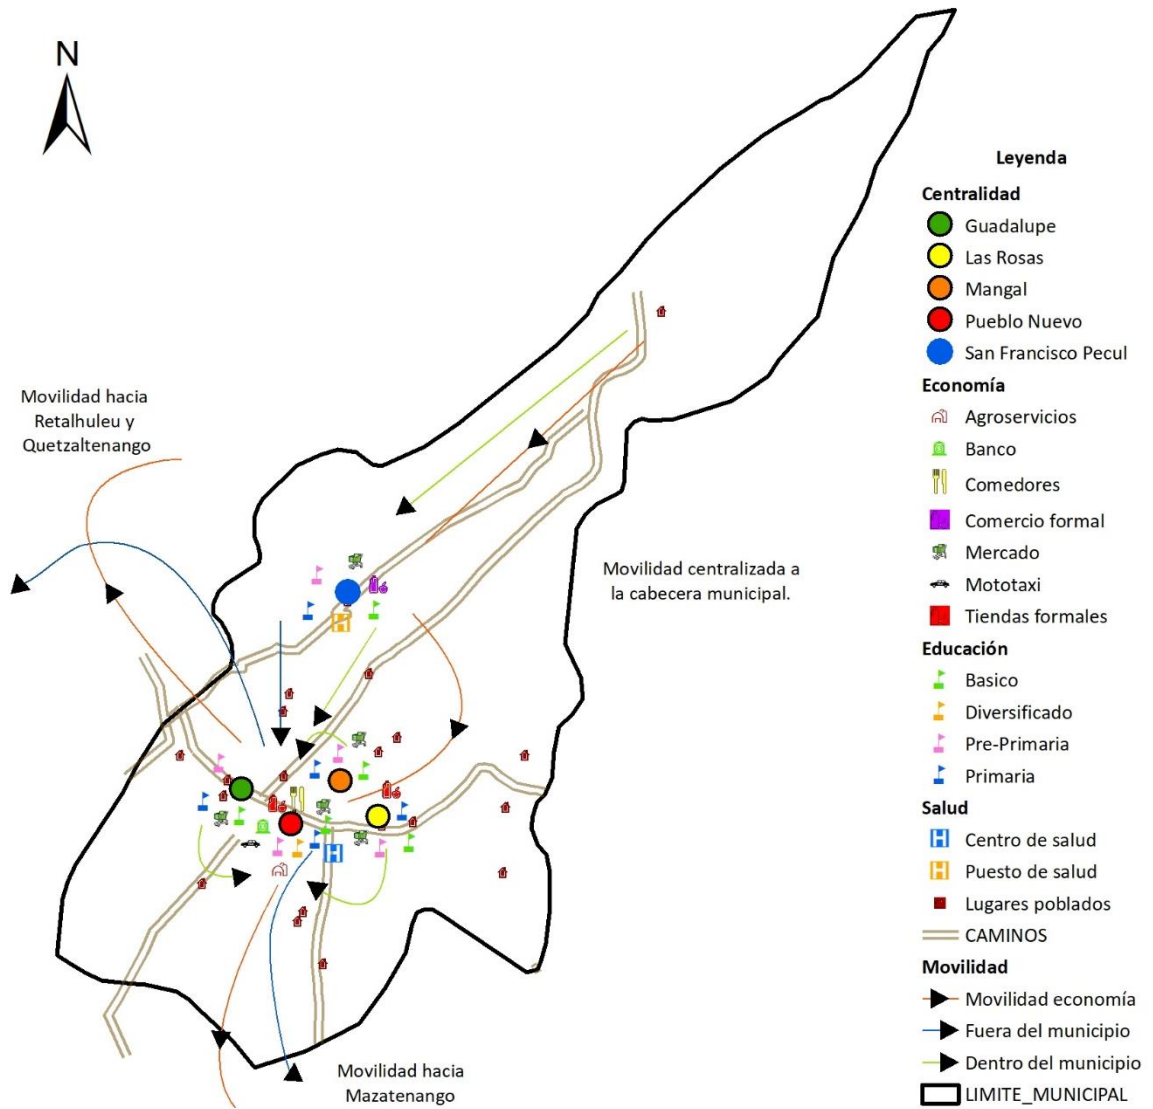 N
Movilidad hacia
Retalhuleu y
Quetzaltenango
Movilidad centralizada a
la cabecera municipal.
Movilidad hacia
Mazatenango
Leyenda
Centralidad
Guadalupe
Las Rosas
Mangal
Pueblo Nuevo
San Francisco Pecul
Economía
Agroservicios
Banco
Comedores
Comercio formal
Mercado
Mototaxi
Tiendas formales
Educación
Basico
Diversificado
Pre-Primaria
Primaria
Salud
Centro de salud
Puesto de salud
Lugares poblados
CAMINOS
Movilidad
Movilidad economía
Fuera del municipio
Dentro del municipio
LIMITE_MUNICIPAL